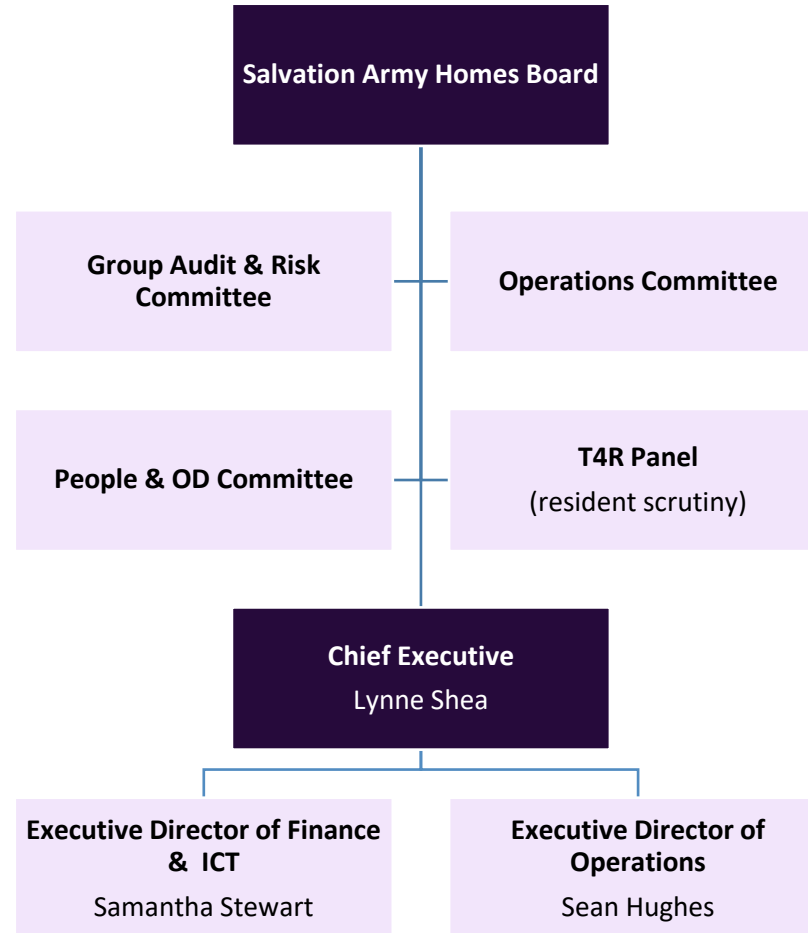 Salvation Army Homes Board
Group Audit & Risk
Committee
Operations Committee
People & OD Committee
T4R Panel
(resident scrutiny)
Chief Executive
Lynne Shea
Executive Director of Finance
& ICT
Samantha Stewart
Executive Director of
Operations
Sean Hughes